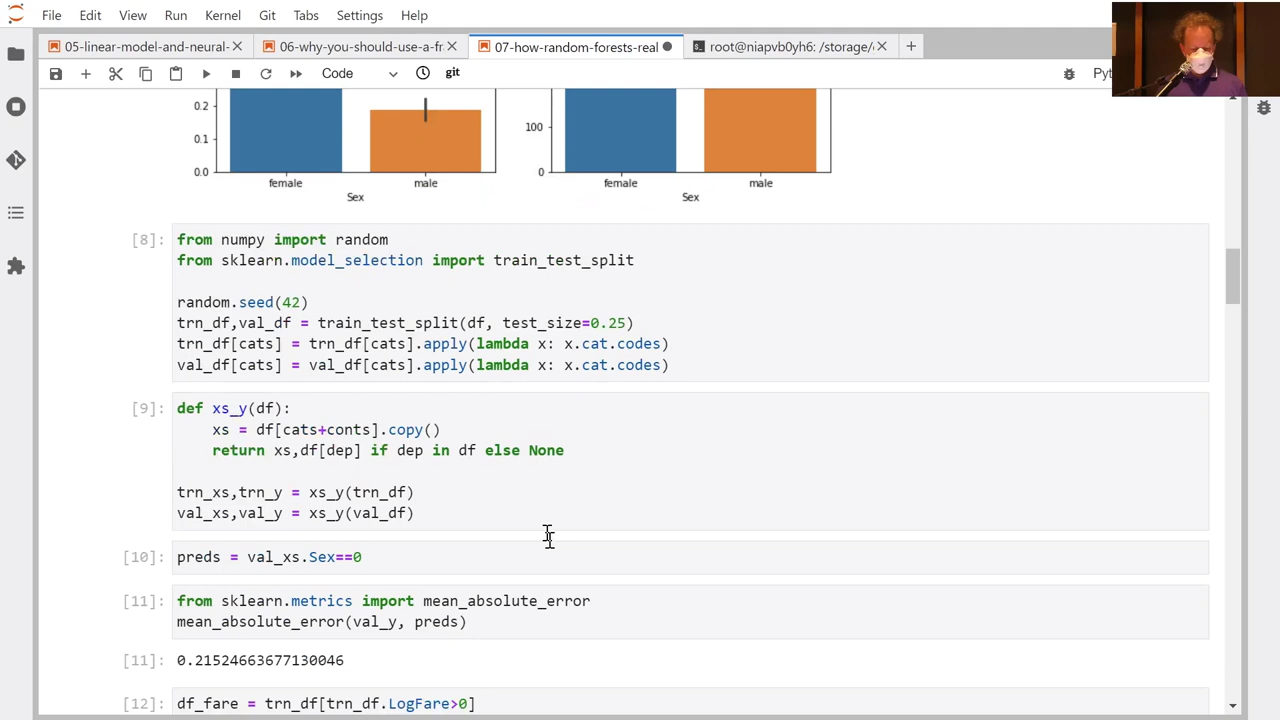 File Edit View Run Kernel Git Tabs Settings Help
05-linear-model-and-neural- 06-why-you-should-use-a-fr 07-how-random-forests-real root@niapvb0yh6: /storage/
Code git
0.2
0.1
0.0
female male
Sex
100
0
female male
Sex
[8]:
from numpy import random
from sklearn.model_selection import train_test_split
random.seed(42)
trn_df,val_df = train_test_split(df, test_size=0.25)
trn_df[cats] = trn_df[cats].apply(lambda x: x.cat.codes)
val_df[cats] = val_df[cats].apply(lambda x: x.cat.codes)
[9]:
def xs_y(df):
xs = df[cats+conts].copy()
return xs,df[dep] if dep in df else None
trn_xs,trn_y = xs_y(trn_df)
val_xs,val_y = xs_y(val_df)
[10]:
preds = val_xs.Sex==0
[11]:
from sklearn.metrics import mean_absolute_error
mean_absolute_error(val_y, preds)
[11]:
0.21524663677130046
[12]:
df_fare = trn_df[trn_df.LogFare>0]